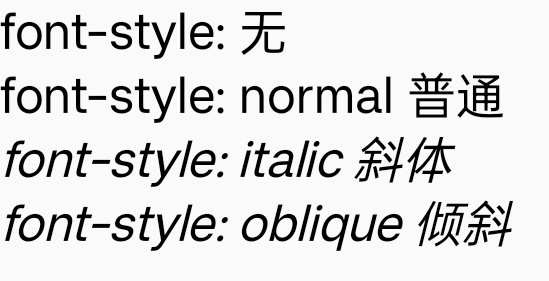 font-style: 无
font-style: normal 普通
font-style: italic 斜体
font-style: oblique 倾斜